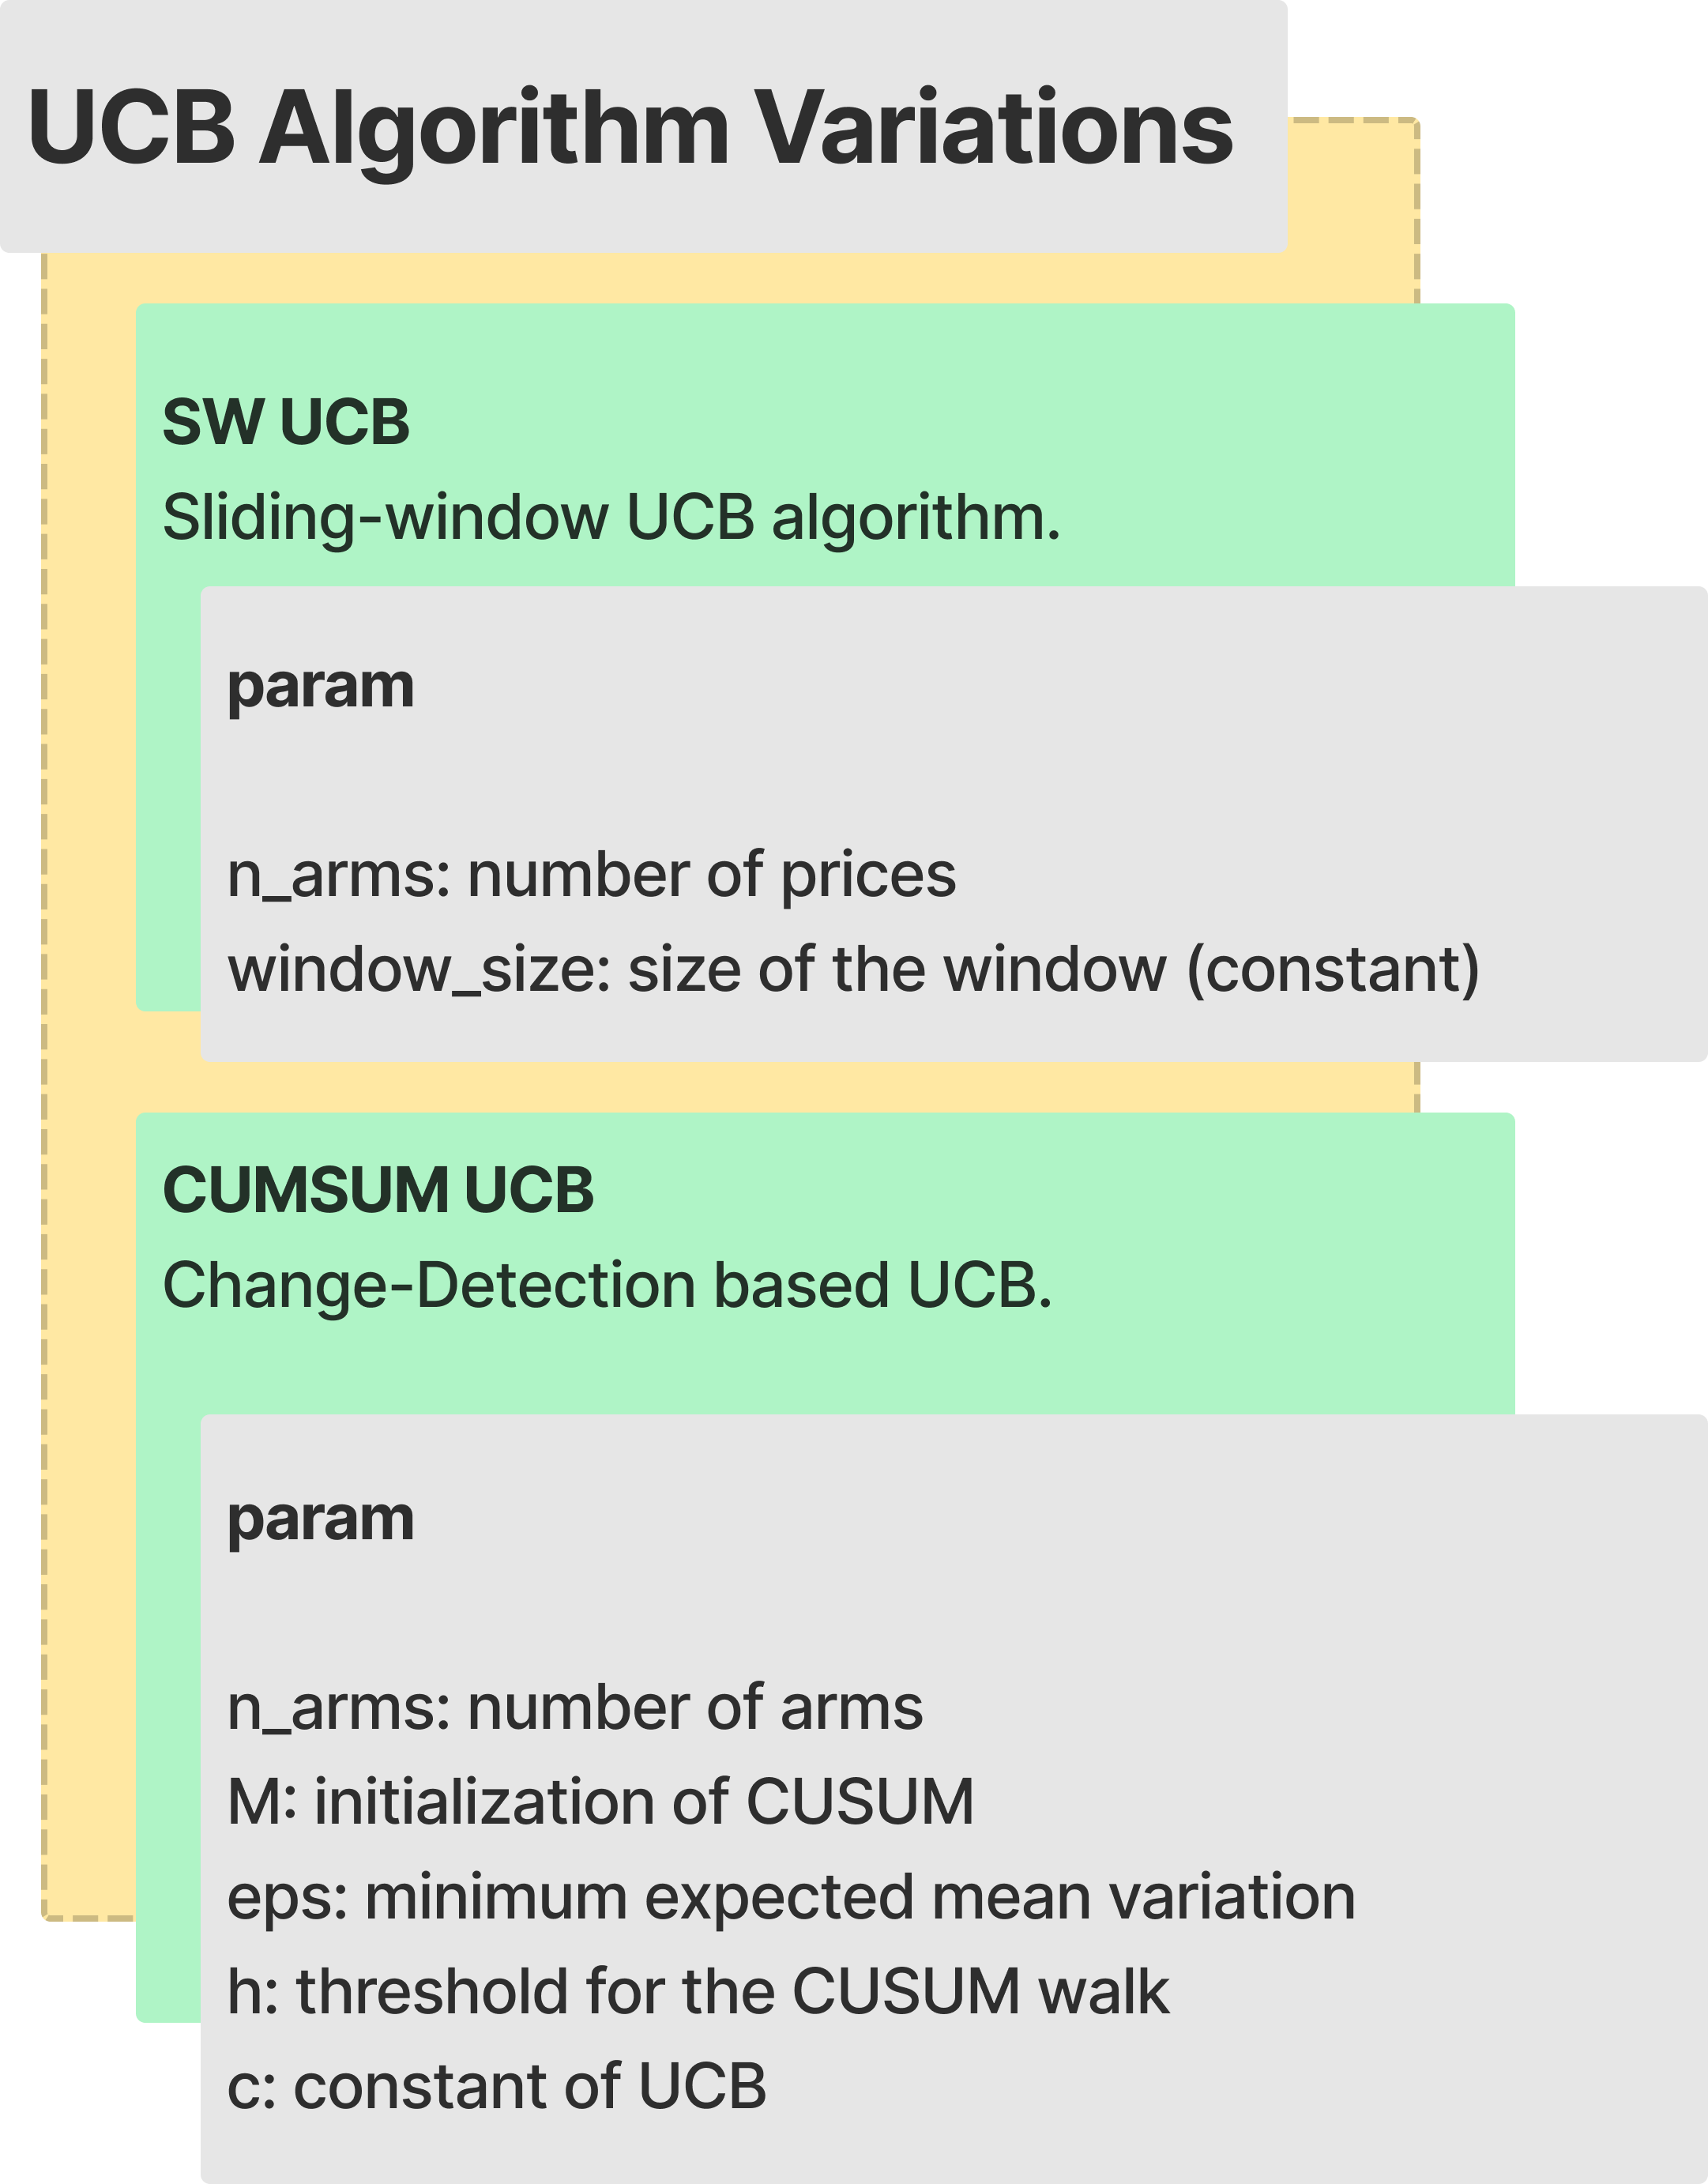 UCB Algorithm Variations
SW UCB
Sliding-window UCB algorithm.
param
n_arms: number of prices
window_size: size of the window (constant)
CUMSUM UCB
Change-Detection based UCB.
param
n_arms: number of arms
M: initialization of CUSUM
eps: minimum expected mean variation
h: threshold for the CUSUM walk
c: constant of UCB